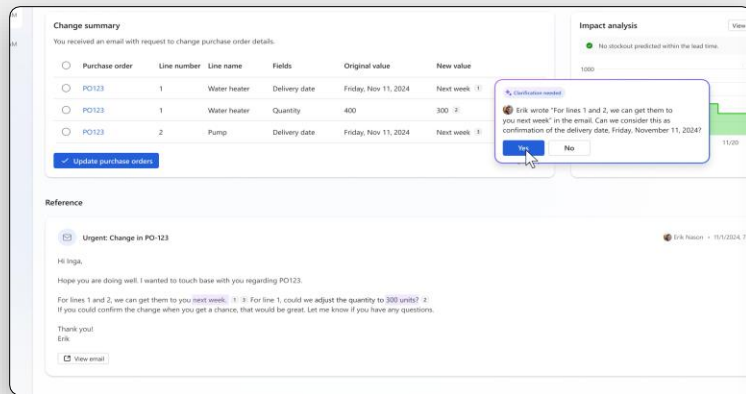 Change summary
You received an email with request to change purchase order details.
Purchase order Line number Line name Fields Original value New value
PO123 1 Water heater Delivery date Friday, Nov 11, 2024 Next week 1
PO123 1 Water heater Quantity 400 300 2
PO123 2 Pump Delivery date Friday, Nov 11, 2024 Next week 3
Update purchase orders
Impact analysis
View
No stockout predicted within the lead time.
1000
11/20
Clarification needed
Erik wrote "For lines 1 and 2, we can get them to
you next week" in the email. Can we consider this as
confirmation of the delivery date, Friday, November 11, 2024?
Yes No
Reference
Urgent: Change in PO-123
Erik Nason • 11/1/2024, 7
Hi Inga,
Hope you are doing well. I wanted to touch base with you regarding PO123.
For lines 1 and 2, we can get them to you next week. 1 3 For line 1, could we adjust the quantity to 300 units? 2
If you could confirm the change when you get a chance, that would be great. Let me know if you have any questions.
Thank you!
Erik
View email